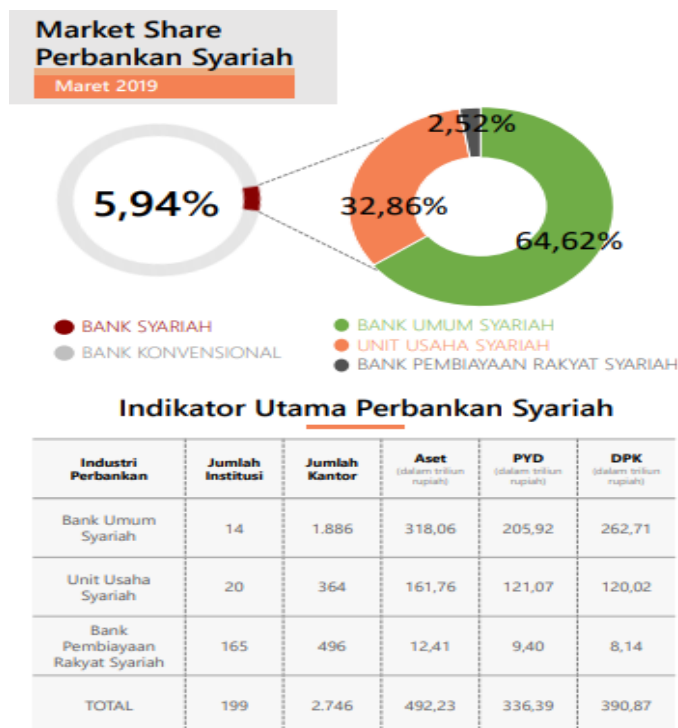 Market Share
Perbankan Syariah
Maret 2019
5,94%
2,52%
32,86%
64,62%
BANK SYARIAH
BANK KONVENSIONAL
BANK UMUM SYARIAH
UNIT USAHA SYARIAH
BANK PEMBIAYAAN RAKYAT SYARIAH
Indikator Utama Perbankan Syariah
Industri Perbankan Jumlah Institusi Jumlah Kantor Aset (dalam triliun rupiah) PYD (dalam triliun rupiah) DPK (dalam triliun rupiah)
Bank Umum Syariah 14 1.886 318,06 205,92 262,71
Unit Usaha Syariah 20 364 161,76 121,07 120,02
Bank Pembiayaan Rakyat Syariah 165 496 12,41 9,40 8,14
TOTAL 199 2.746 492,23 336,39 390,87